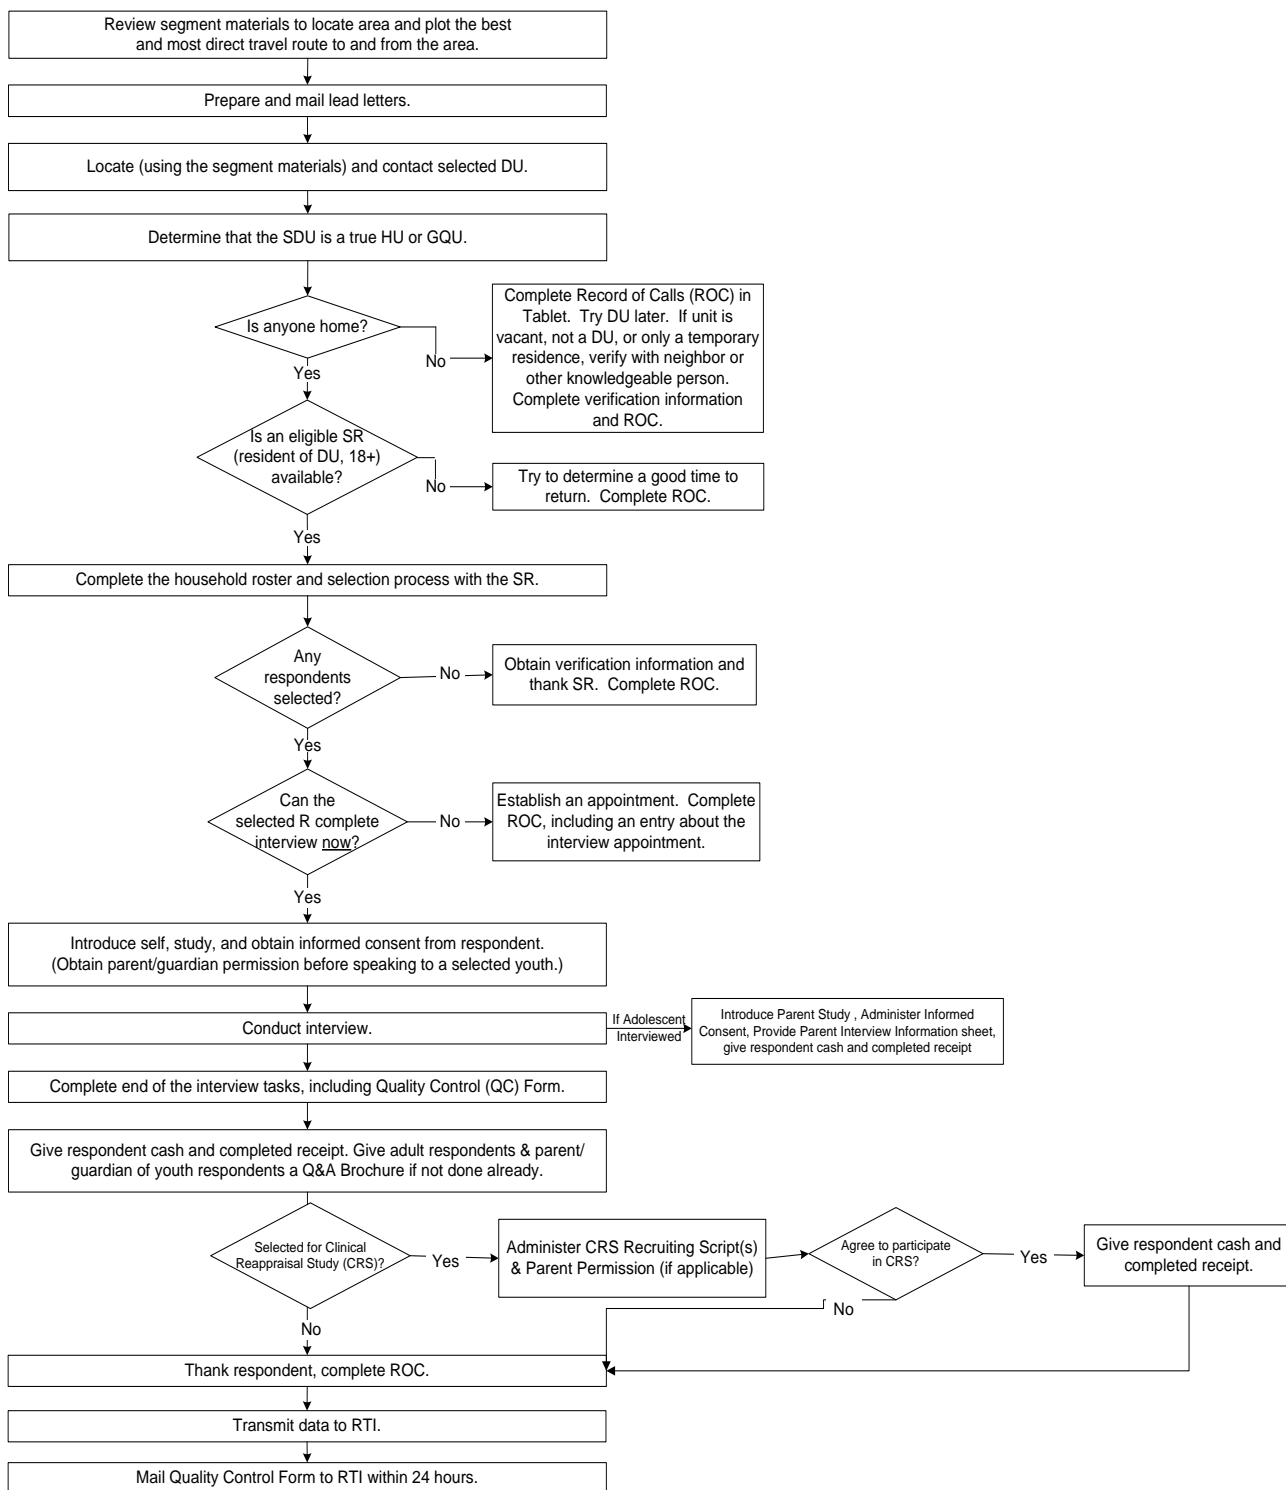 Review segment materials to locate area and plot the best
and most direct travel route to and from the area.
Prepare and mail lead letters.
Locate (using the segment materials) and contact selected DU.
Determine that the SDU is a true HU or GQU.
Is anyone home?
No
Complete Record of Calls (ROC) in
Tablet.  Try DU later.  If unit is
vacant, not a DU, or only a temporary
residence, verify with neighbor or
other knowledgeable person.
Complete verification information
and ROC.
Yes
Is an eligible SR
(resident of DU, 18+)
available?
No
Try to determine a good time to
return.  Complete ROC.
Yes
Complete the household roster and selection process with the SR.
Any
respondents
selected?
No
Obtain verification information and
thank SR.  Complete ROC.
Yes
Can the
selected R complete
interview now?
No
Establish an appointment.  Complete
ROC, including an entry about the
interview appointment.
Yes
Introduce self, study, and obtain informed consent from respondent.
(Obtain parent/guardian permission before speaking to a selected youth.)
Conduct interview.
If Adolescent
Interviewed
Introduce Parent Study , Administer Informed
Consent, Provide Parent Interview Information sheet,
give respondent cash and completed receipt
Complete end of the interview tasks, including Quality Control (QC) Form.
Give respondent cash and completed receipt. Give adult respondents & parent/
guardian of youth respondents a Q&A Brochure if not done already.
Selected for Clinical
Reappraisal Study (CRS)?
Yes
Administer CRS Recruiting Script(s)
& Parent Permission (if applicable)
Agree to participate
in CRS?
Yes
Give respondent cash and
completed receipt.
No
No
Thank respondent, complete ROC.
Transmit data to RTI.
Mail Quality Control Form to RTI within 24 hours.